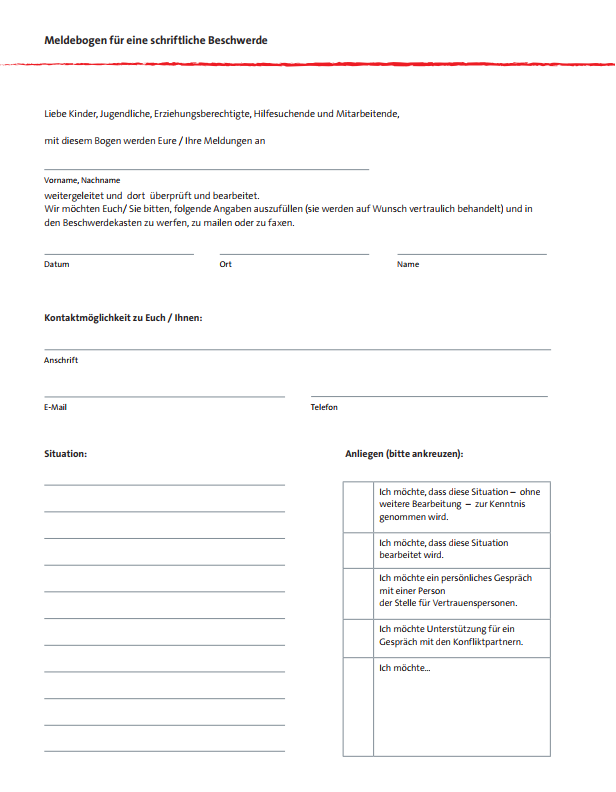 Meldebogen für eine schriftliche Beschwerde
Liebe Kinder, Jugendliche, Erziehungsberechtigte, Hilfesuchende und Mitarbeitende,
mit diesem Bogen werden Eure / Ihre Meldungen an
Vorname, Nachname
weitergeleitet und dort überprüft und bearbeitet.
Wir möchten Euch/ Sie bitten, folgende Angaben auszufüllen (sie werden auf Wunsch vertraulich behandelt) und in
den Beschwerdekasten zu werfen, zu mailen oder zu faxen.
Datum Ort Name
Kontaktmöglichkeit zu Euch / Ihnen:
Anschrift
E-Mail Telefon
Situation:
Anliegen (bitte ankreuzen):
Ich möchte, dass diese Situation – ohne
weitere Bearbeitung – zur Kenntnis
genommen wird.
Ich möchte, dass diese Situation
bearbeitet wird.
Ich möchte ein persönliches Gespräch
mit einer Person
der Stelle für Vertrauenspersonen.
Ich möchte Unterstützung für ein
Gespräch mit den Konfliktpartnern.
Ich möchte...